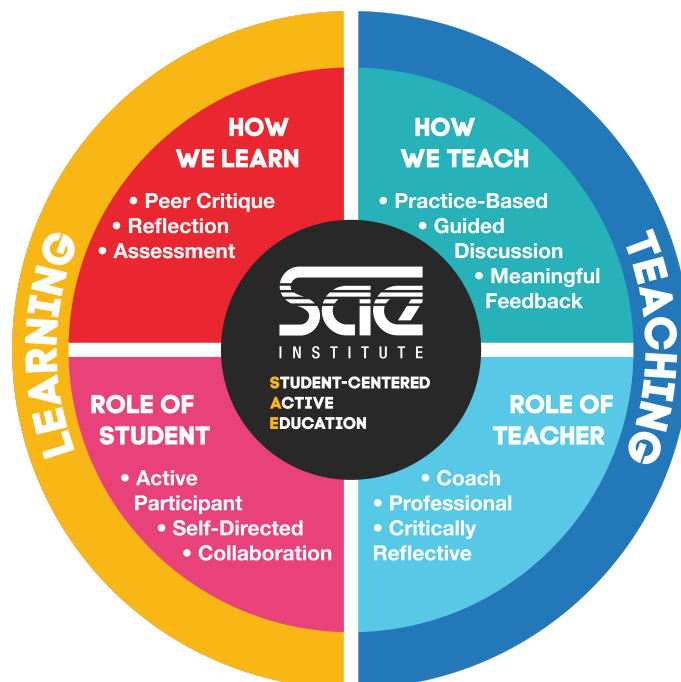 LEARNING
HOW
WE LEARN
• Peer Critique
• Reflection
• Assessment
HOW
WE TEACH
• Practice-Based
• Guided
Discussion
• Meaningful
Feedback
TEACHING
sae
INSTITUTE
STUDENT-CENTERED
ACTIVE
EDUCATION
ROLE OF
STUDENT
• Active
Participant
• Self-Directed
• Collaboration
ROLE OF
TEACHER
• Coach
• Professional
• Critically
Reflective